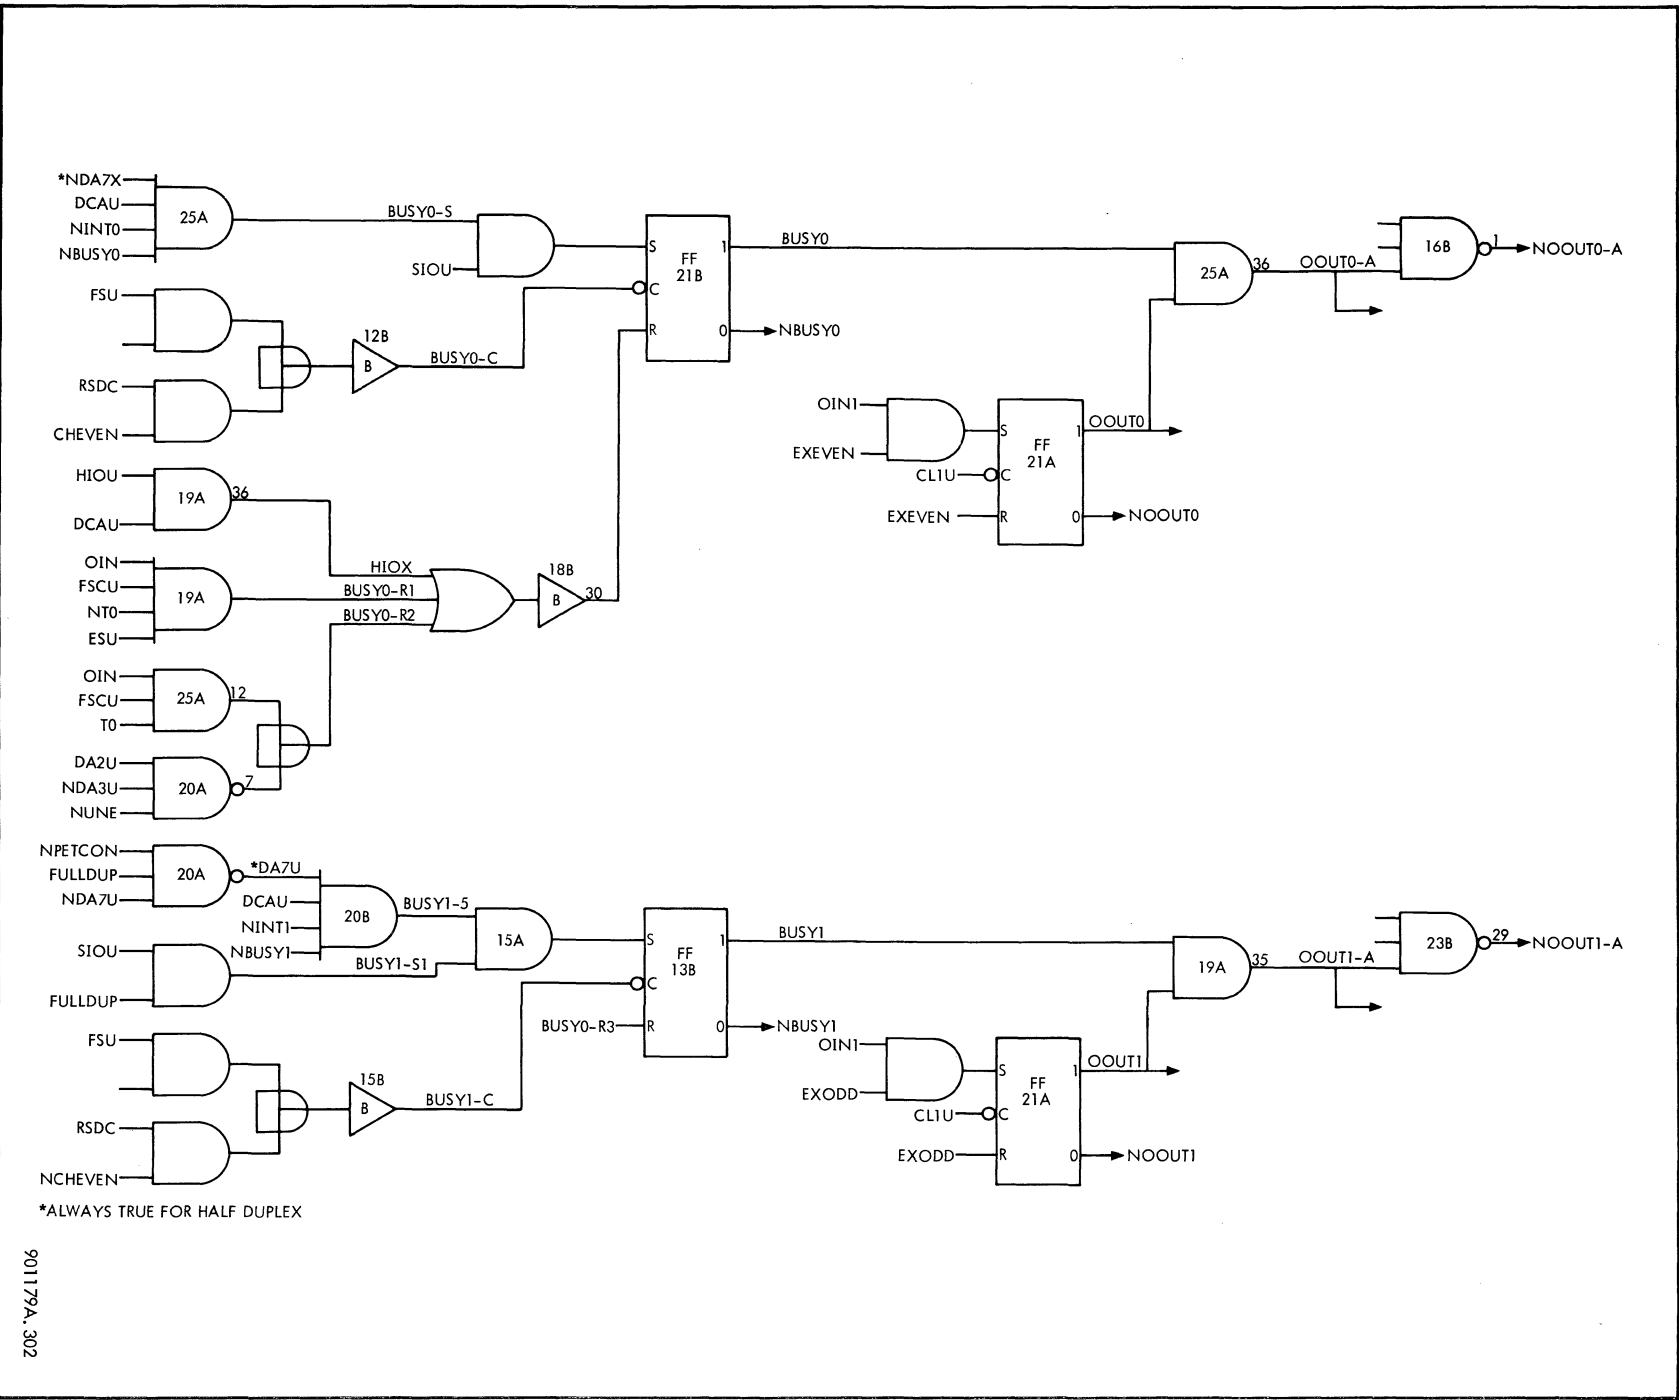 *NDA7X
DCAU
NINT0
NBUSY0
25A
BUSY0-S
SIOU
FSU
RSDC
CHEVEN
12B
B
BUSY0-C
S
1
FF
21B
C
R
0
BUSY0
NBUSY0
HIOU
DCAU
19A
36
HIOX
OIN
FSCU
NT0
ESU
19A
BUSY0-R1
BUSY0-R2
18B
B
30
OIN
FSCU
T0
25A
12
DA2U
NDA3U
NUNE
20A
7
OIN1
EXEVEN
CL1U
EXEVEN
S
1
FF
21A
C
R
0
OOUT0
NOOUT0
25A
36
OOUT0-A
16B
1
NOOUT0-A
NPETCON
FULLDUP
NDA7U
20A
*DA7U
DCAU
NINT1
NBUSY1
20B
BUSY1-5
SIOU
FULLDUP
BUSY1-S1
15A
FSU
RSDC
NCHEVEN
15B
B
BUSY1-C
BUSY0-R3
S
1
FF
13B
C
R
0
BUSY1
NBUSY1
OIN1
EXODD
CL1U
EXODD
S
1
FF
21A
C
R
0
OOUT1
NOOUT1
19A
35
OOUT1-A
23B
29
NOOUT1-A
*ALWAYS TRUE FOR HALF DUPLEX
901179A. 302